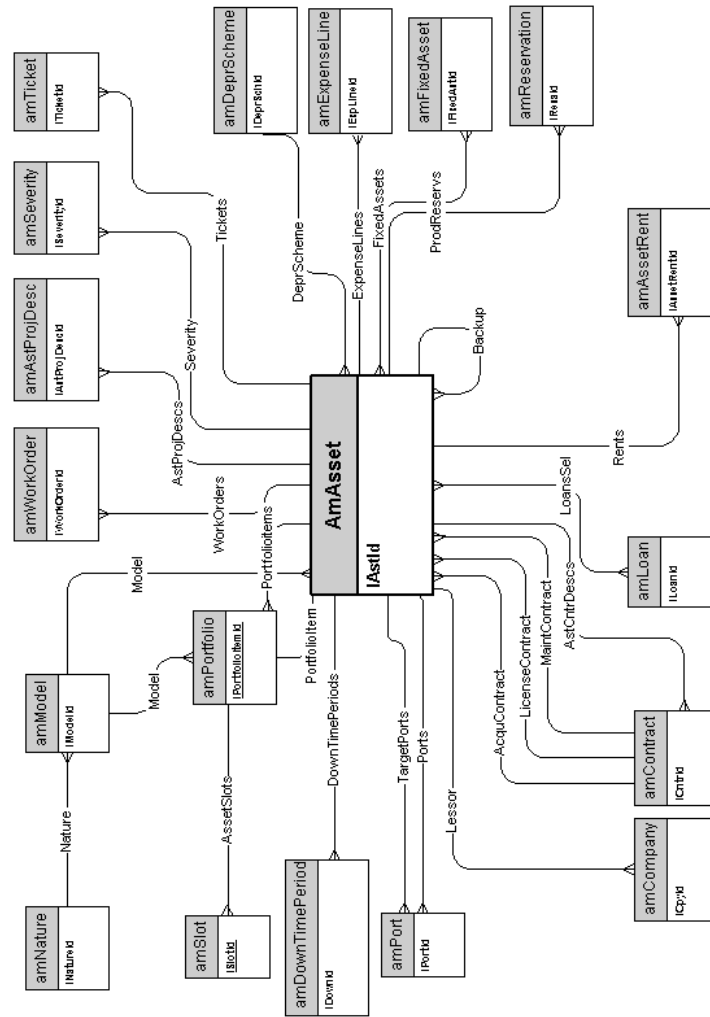 amNature
lNatureId
Nature
amModel
lModelId
Model
Model
amWorkOrder
lWorkOrderId
WorkOrders
amAstProjDesc
lAstProjDescId
AstProjDescs
amSeverity
lSeverityId
Severity
amTicket
lTicketId
Tickets
amSlot
lSlotId
AssetSlots
amPortfolio
lPortfolioItemId
Portfolioitems
PortfolioItem
amDownTimePeriod
lDownId
DownTimePeriods
AmAsset
lAstId
DeprScheme
amDeprScheme
lDeprSchId
ExpenseLines
amExpenseLine
lExpLineId
FixedAssets
amFixedAsset
lFixedAstId
ProdReservs
amReservation
amPort
lPortId
TargetPorts
Ports
Backup
Lessor
amCompany
lCpyId
AcquContract
LicenseContract
MaintContract
AstCntrDescs
amContract
lCntrId
LoansSel
amLoan
lLoanId
Rents
amAssetRent
lAssetRentId